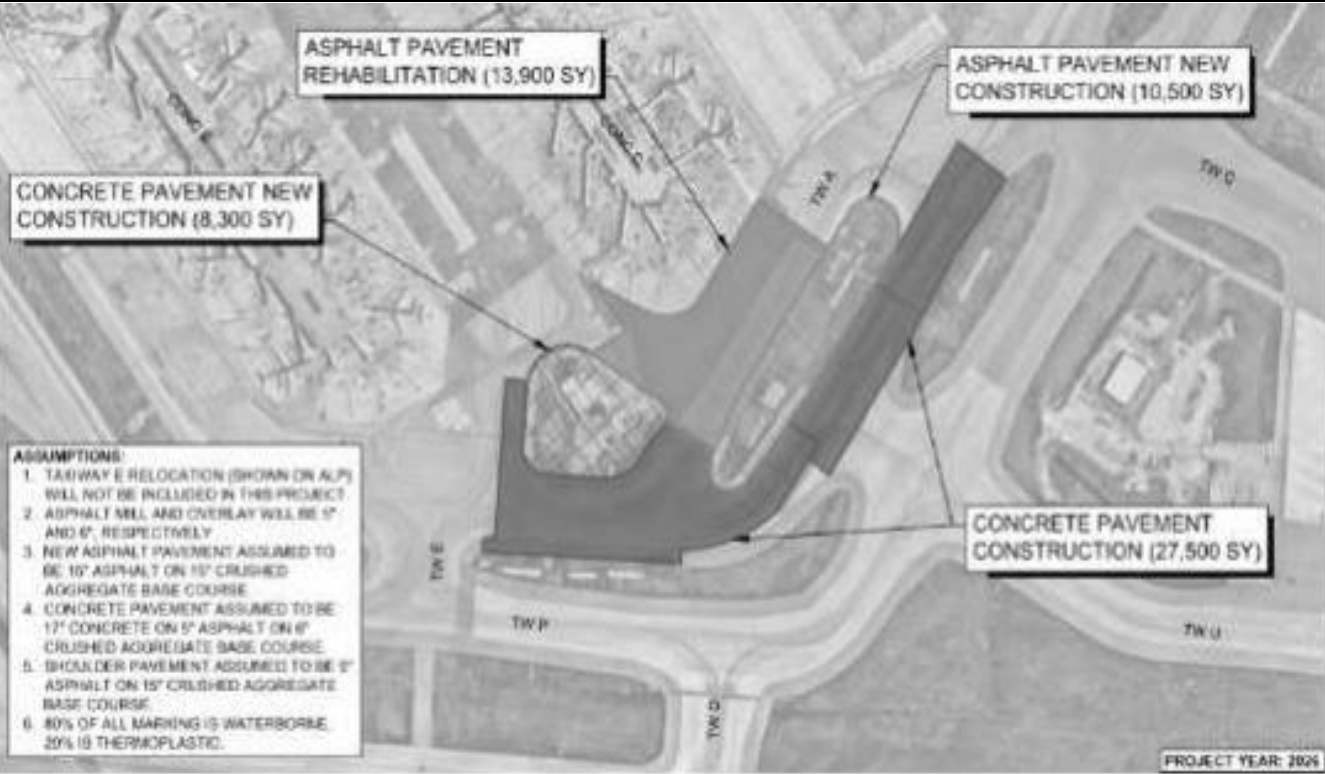 ASPHALT PAVEMENT
REHABILITATION (13,900 SY)
ASPHALT PAVEMENT NEW
CONSTRUCTION (10,500 SY)
CONCRETE PAVEMENT NEW
CONSTRUCTION (8,300 SY)
CONC E
CONC C
TW A
TW C
ASSUMPTIONS:
1. TAXIWAY E RELOCATION (SHOWN ON ALP)
WILL NOT BE INCLUDED IN THIS PROJECT.
2. ASPHALT MILL AND OVERLAY WILL BE 5"
AND 6", RESPECTIVELY
3. NEW ASPHALT PAVEMENT ASSUMED TO
BE ASPHALT ON 15" CRUSHED
AGGREGATE BASE COURSE
4. CONCRETE PAVEMENT ASSUMED TO BE
17" CONCRETE ON 5" ASPHALT ON 6"
CRUSHED AGGREGATE BASE COURSE.
5. SHOULDER PAVEMENT ASSUMED TO BE
ASPHALT ON 15" CRUSHED AGGREGATE
BASE COURSE.
6. 80% OF ALL MARKING IS WATERBORNE,
20% IS THERMOPLASTIC.
CONCRETE PAVEMENT
CONSTRUCTION (27,500 SY)
TW E
TW P
TW U
TW D
PROJECT YEAR: 2026